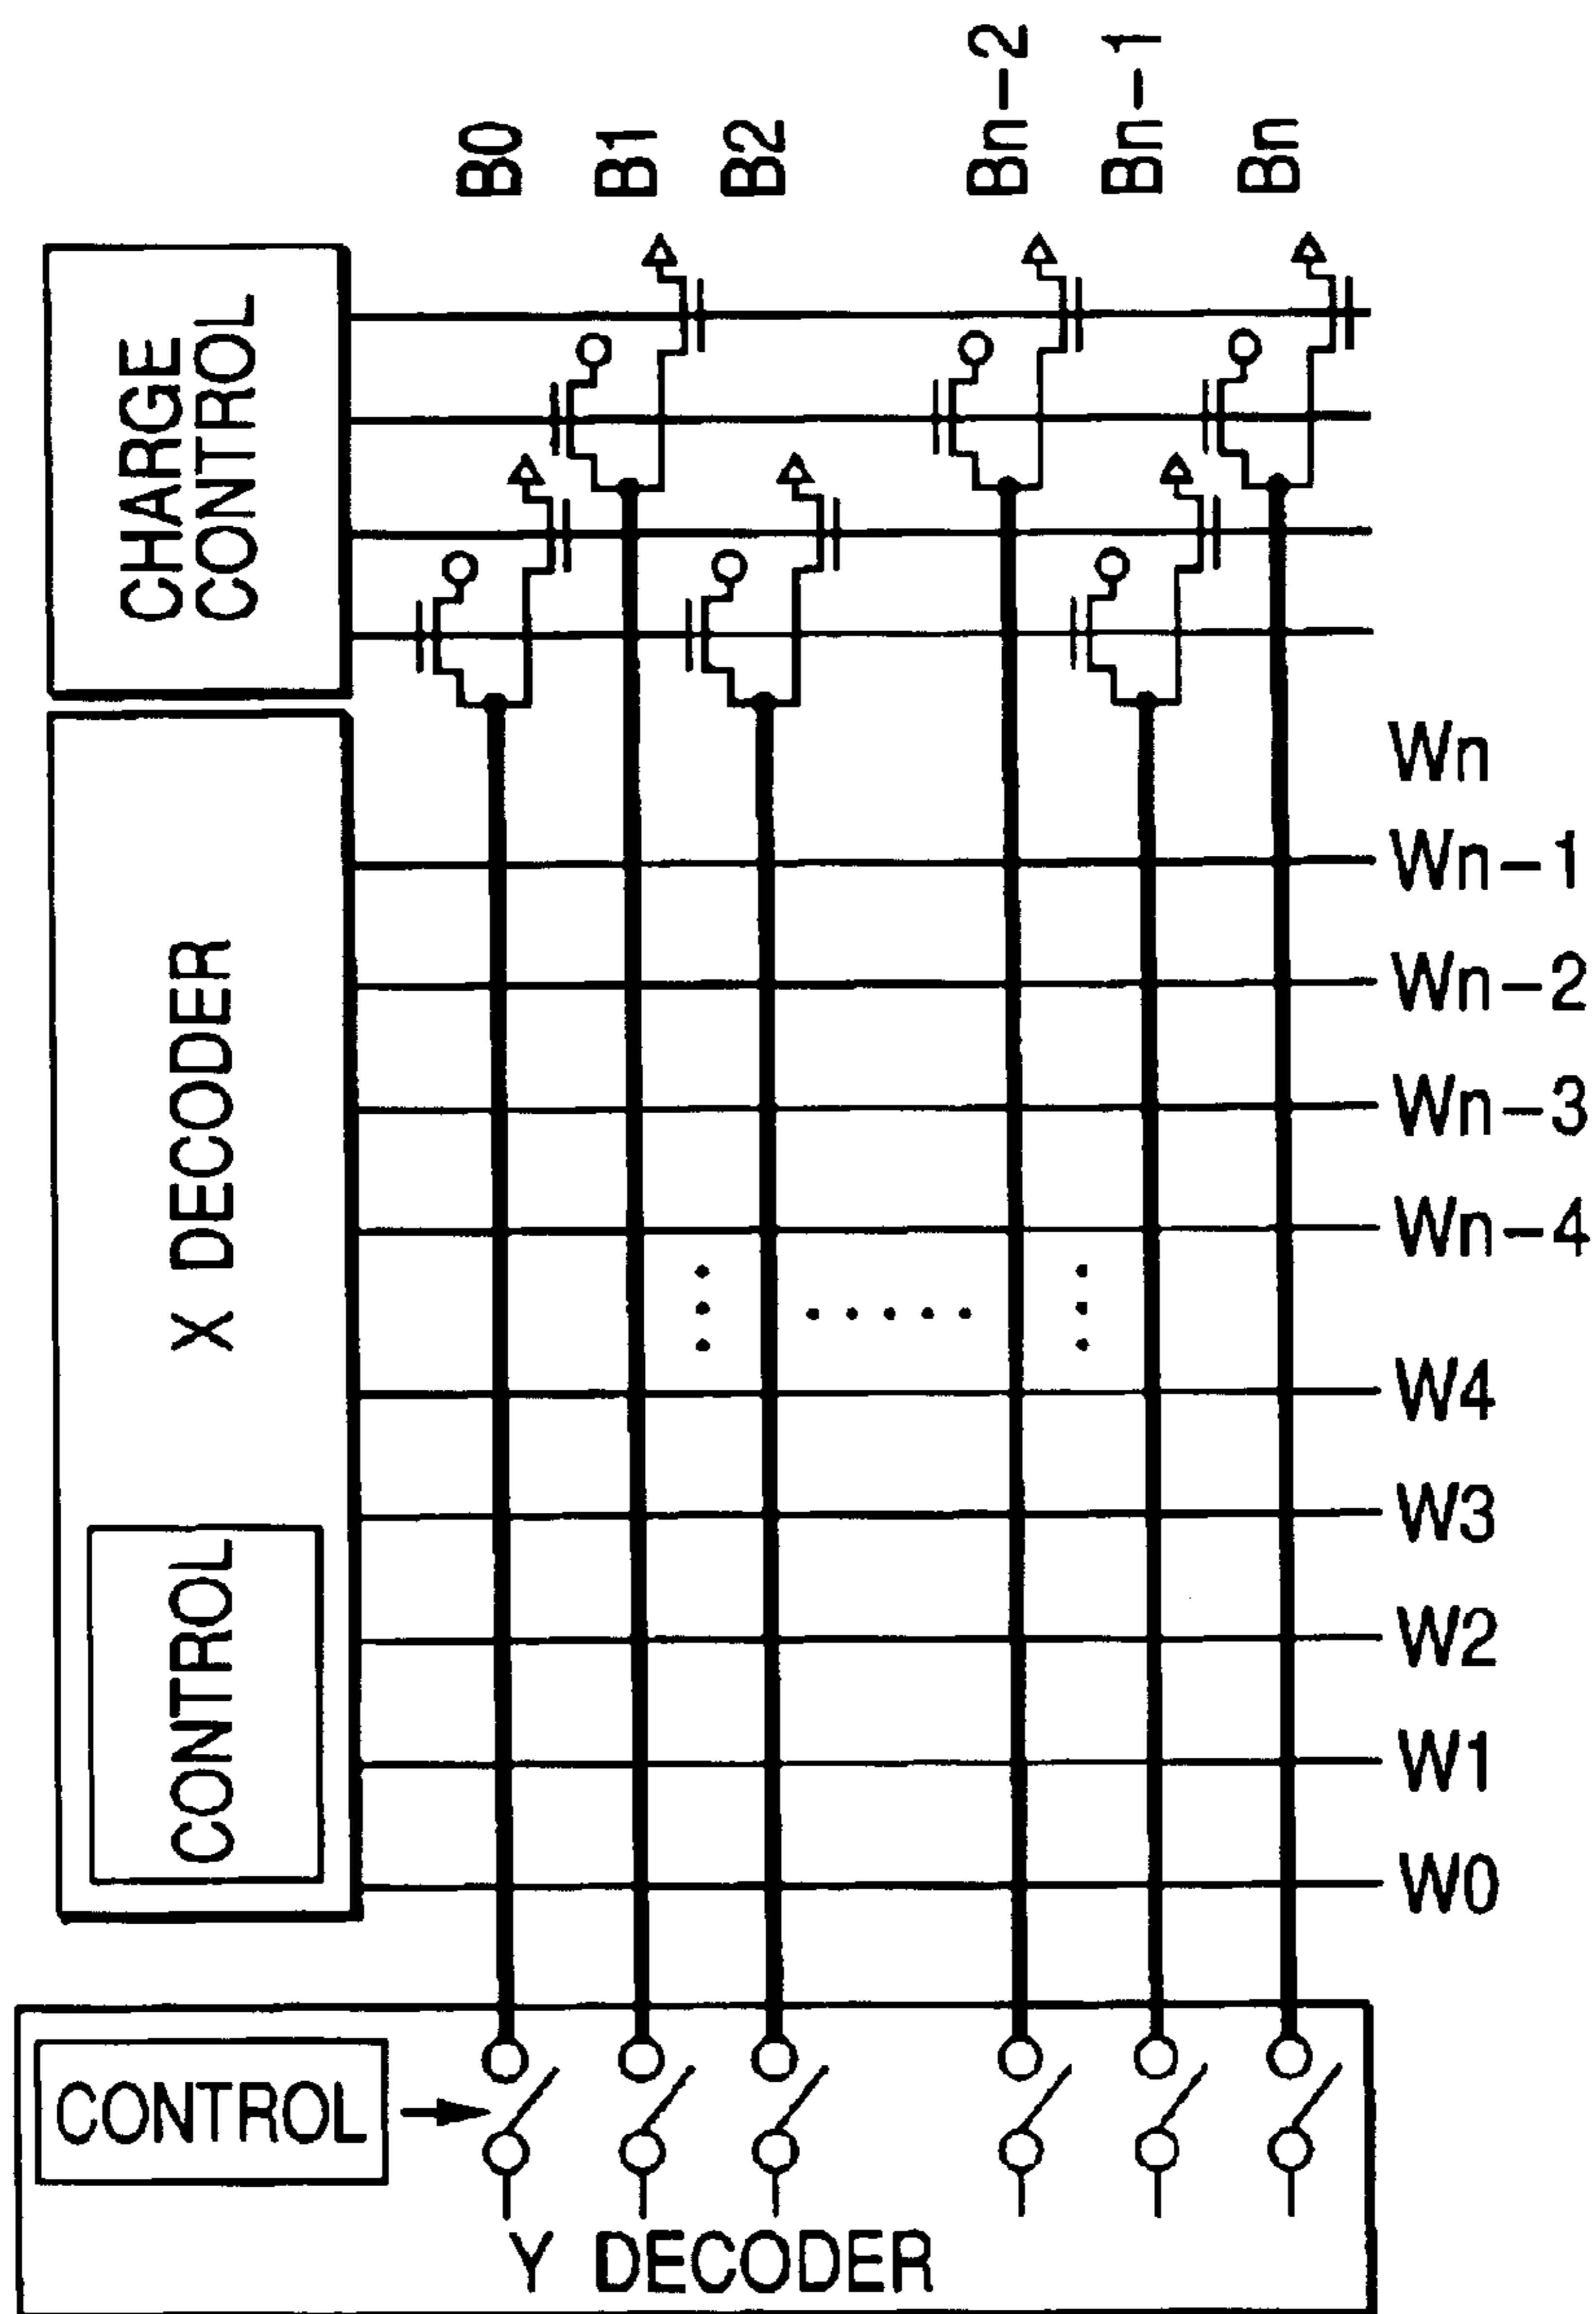 B0
B1
B2
Bn-2
Bn-1
Bn
CHARGE
CONTROL
Wn
Wn-1
Wn-2
Wn-3
Wn-4
X DECODER
W4
W3
W2
W1
W0
CONTROL
CONTROL
Y DECODER